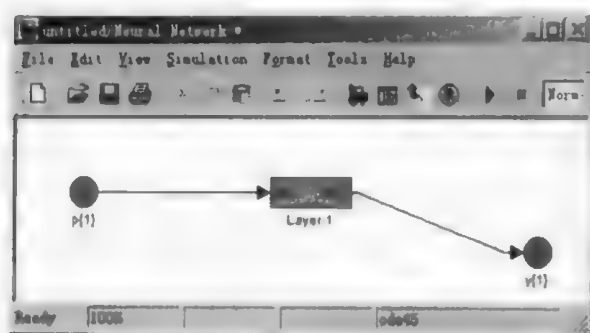 untitled/Neural Network *
File Edit View Simulation Format Tools Help
Norm
p{1}
Layer 1
y{1}
Ready 100% ode45